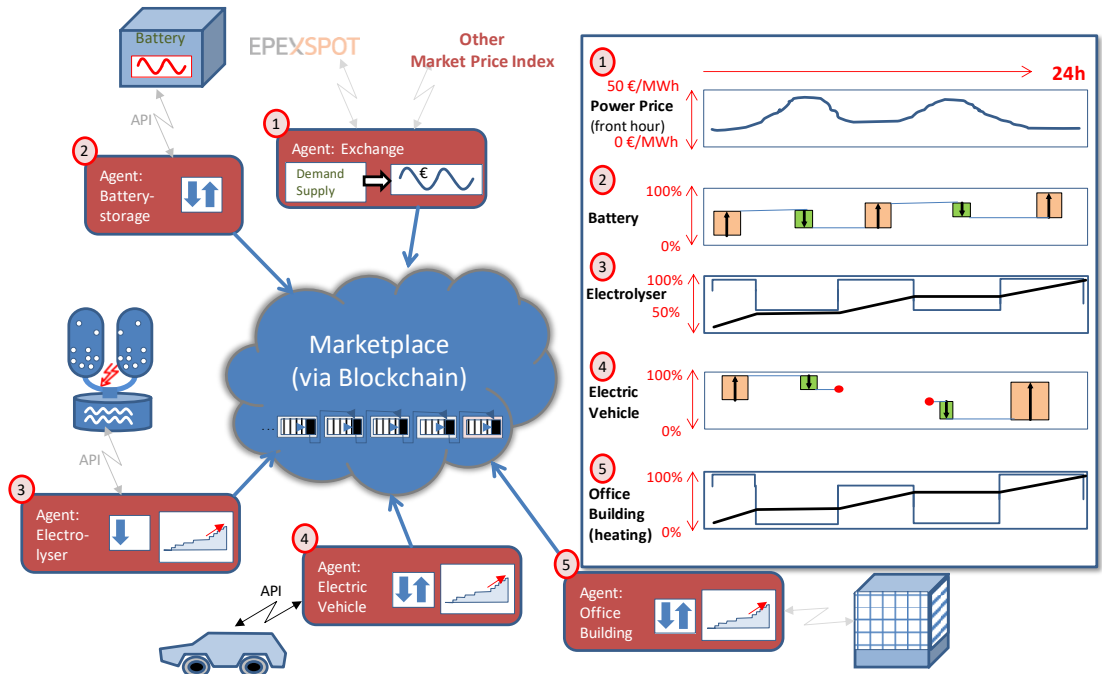 Battery
EPEXSPOT
Other
Market Price Index
API
1
Agent: Exchange
Demand
Supply
€
2
Agent:
Battery-
storage
Marketplace
(via Blockchain)
...
API
3
Agent:
Electro-
lyser
4
Agent:
Electric
Vehicle
API
5
Agent:
Office
Building
1
24h
50 €/MWh
Power Price
(front hour)
0 €/MWh
2
100%
Battery
0%
3
100%
Electrolyser
50%
4
100%
Electric
Vehicle
0%
5
100%
Office
Building
(heating)
0%